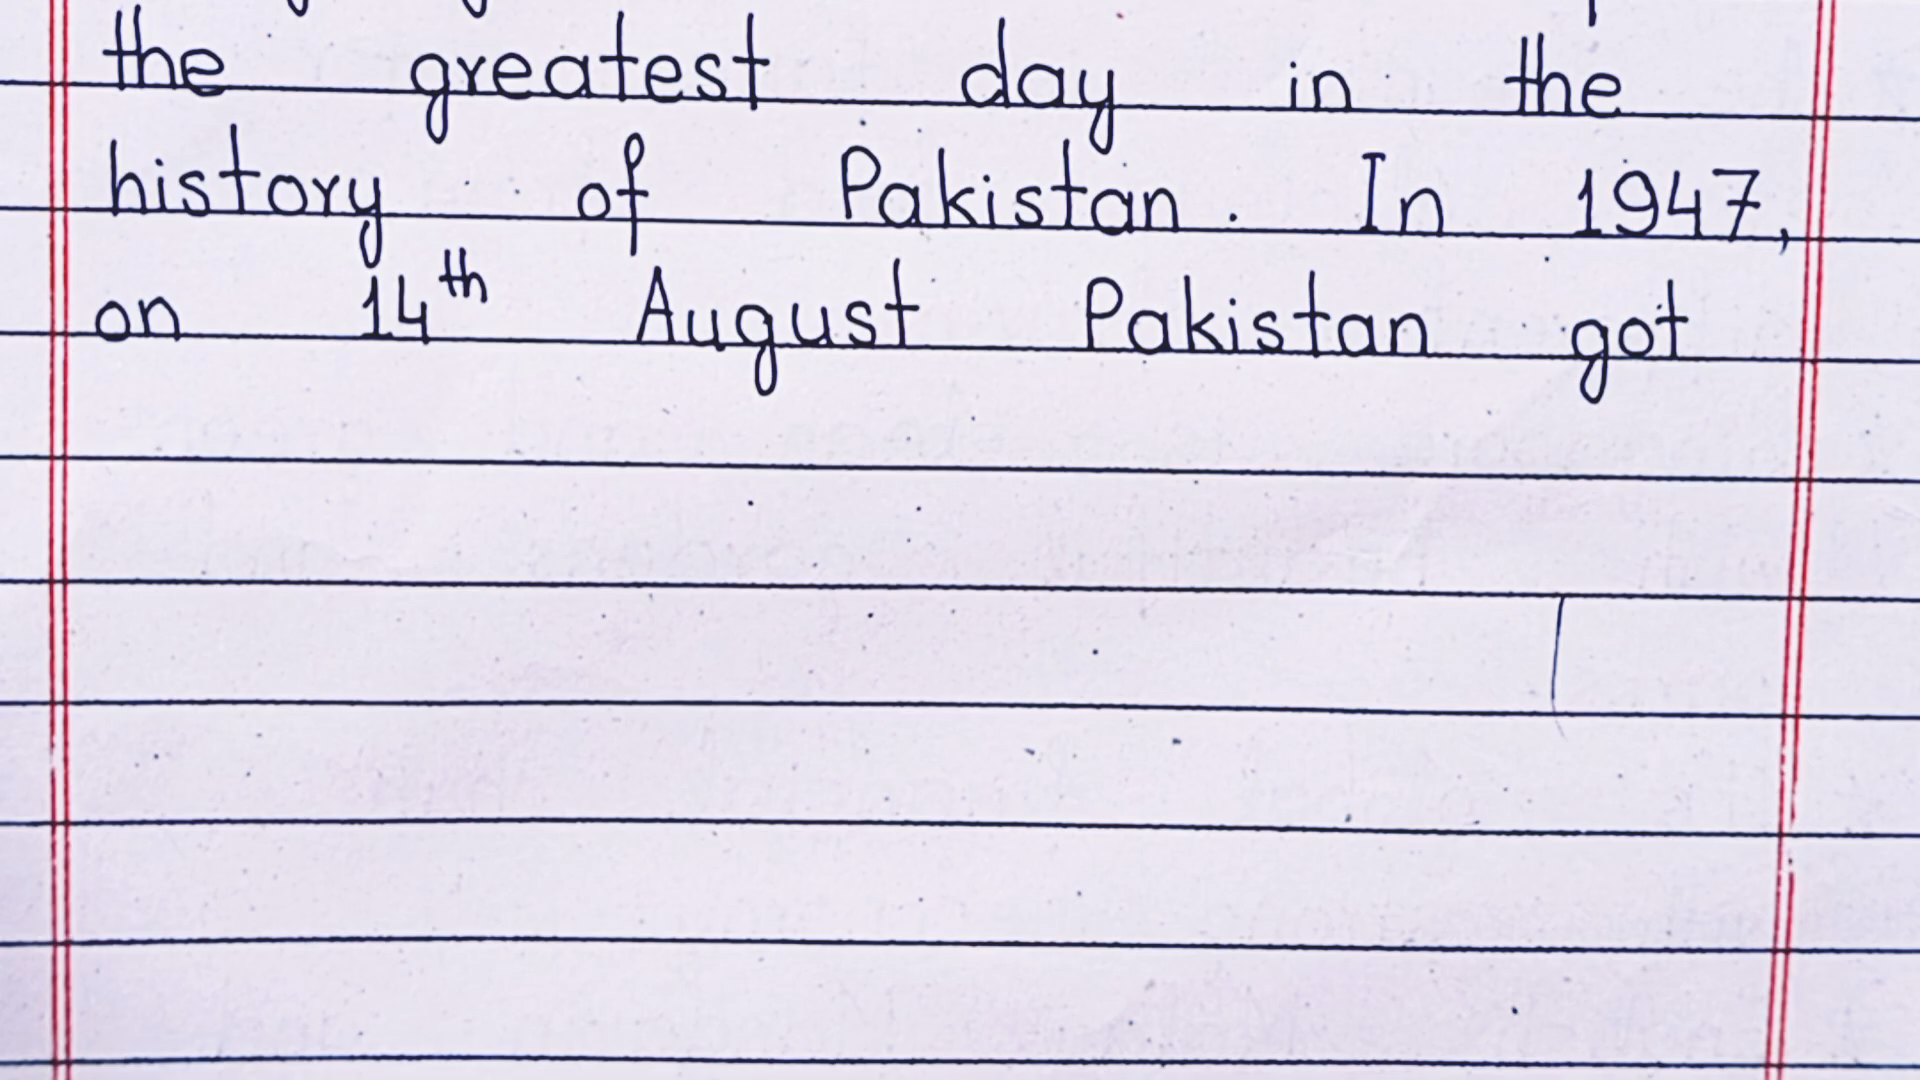 the greatest day in the
history of Pakistan. In 1947,
on 14th August Pakistan got